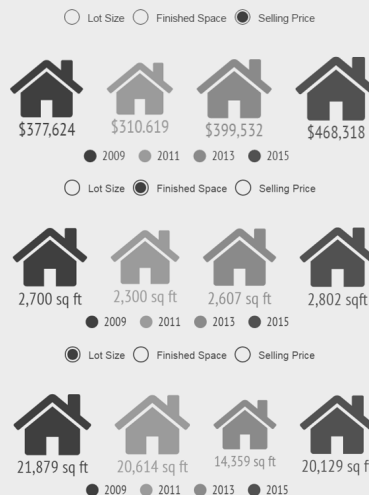 Lot Size Finished Space Selling Price
$377,624 $310.619 $399,532 $468,318
2009 2011 2013 2015
Lot Size Finished Space Selling Price
2,700 sq ft 2,300 sq ft 2,607 sq ft 2,802 sqft
2009 2011 2013 2015
Lot Size Finished Space Selling Price
21,879 sq ft 20,614 sq ft 14,359 sq ft 20,129 sq ft
2009 2011 2013 2015